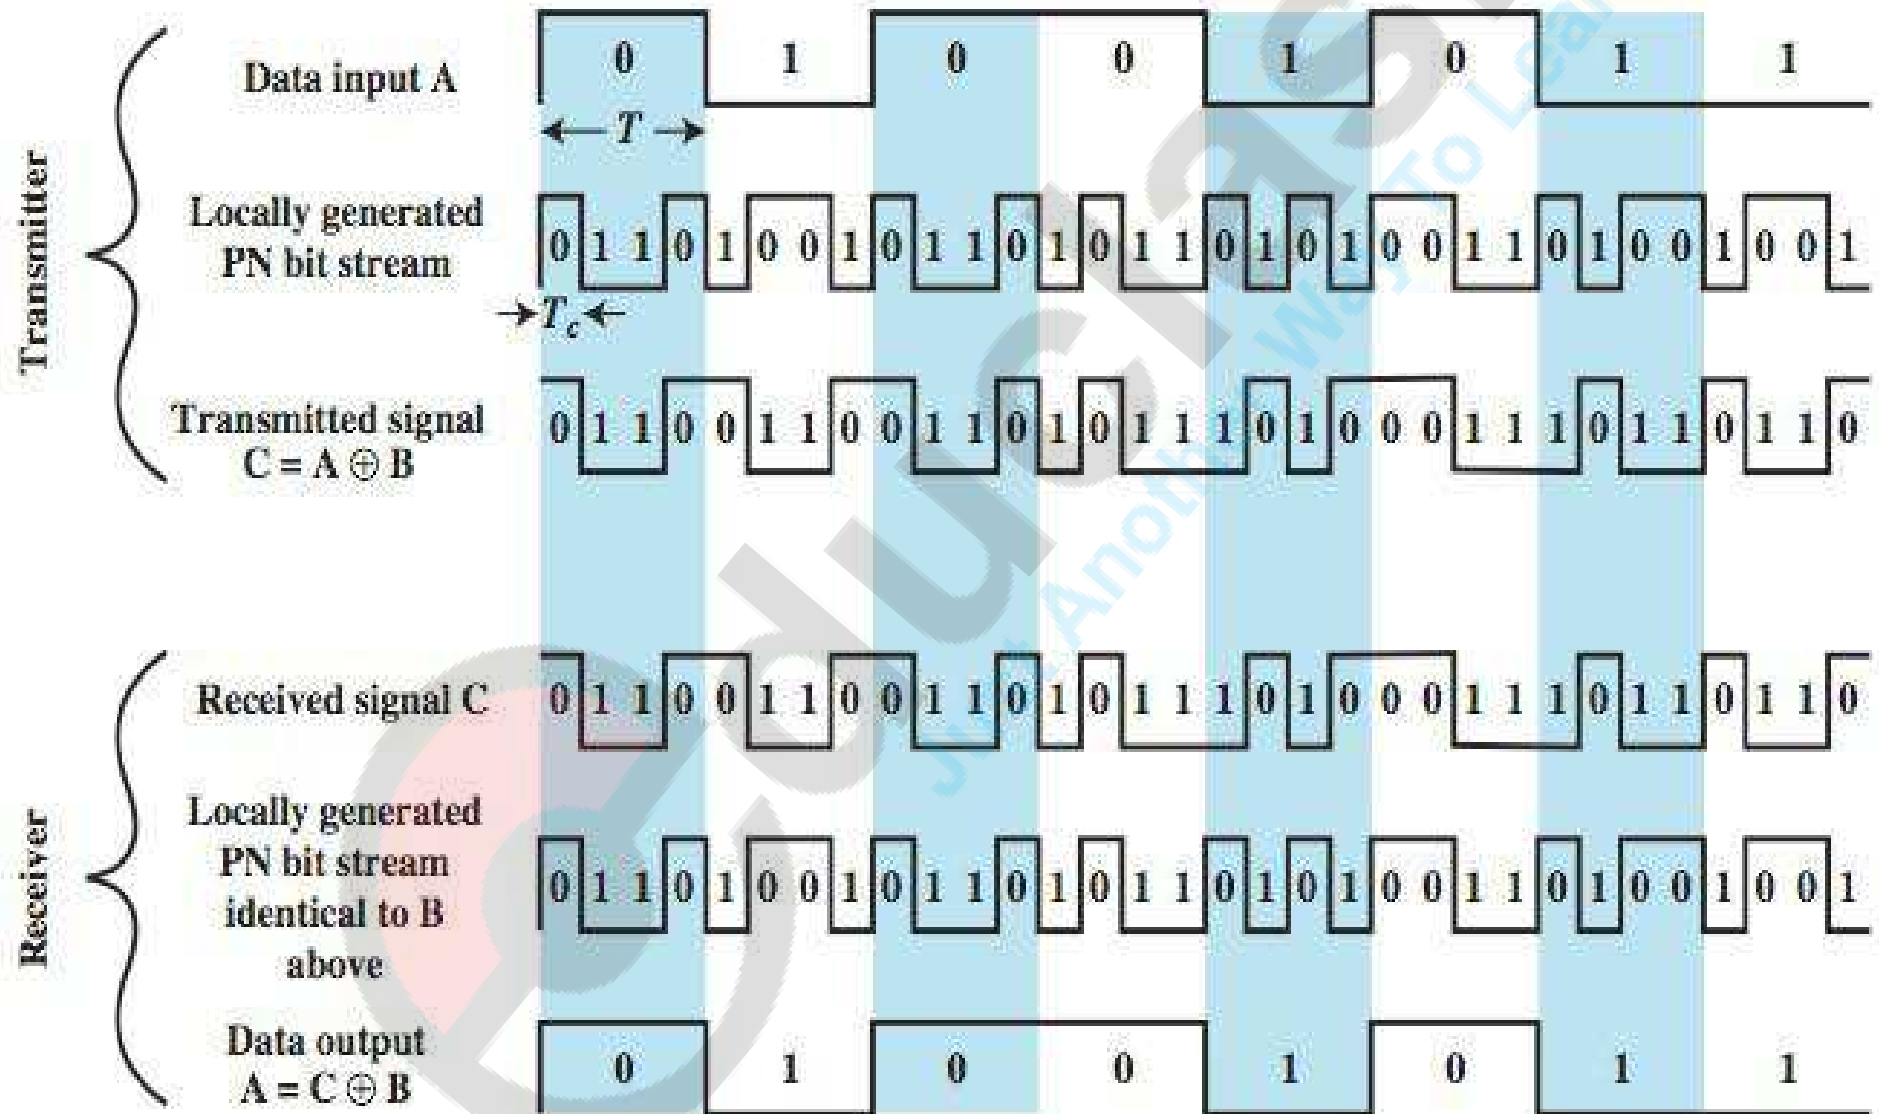 Transmitter
Data input A
0 1 0 0 1 0 1 1
T
Locally generated
PN bit stream
0 1 1 0 1 0 0 1 0 1 1 0 1 0 1 1 0 1 0 1 0 0 1 1 0 1 0 0 1 0 0 1
Tc
Transmitted signal
C = A ⊕ B
0 1 1 0 0 1 1 0 0 1 1 0 1 0 1 1 1 0 1 0 0 0 1 1 1 0 1 1 0 1 1 0
Receiver
Received signal C
0 1 1 0 0 1 1 0 0 1 1 0 1 0 1 1 1 0 1 0 0 0 1 1 1 0 1 1 0 1 1 0
Locally generated
PN bit stream
identical to B
above
0 1 1 0 1 0 0 1 0 1 1 0 1 0 1 1 0 1 0 1 0 0 1 1 0 1 0 0 1 0 0 1
Data output
A = C ⊕ B
0 1 0 0 1 0 1 1
educlas
Just Another Way To Lear